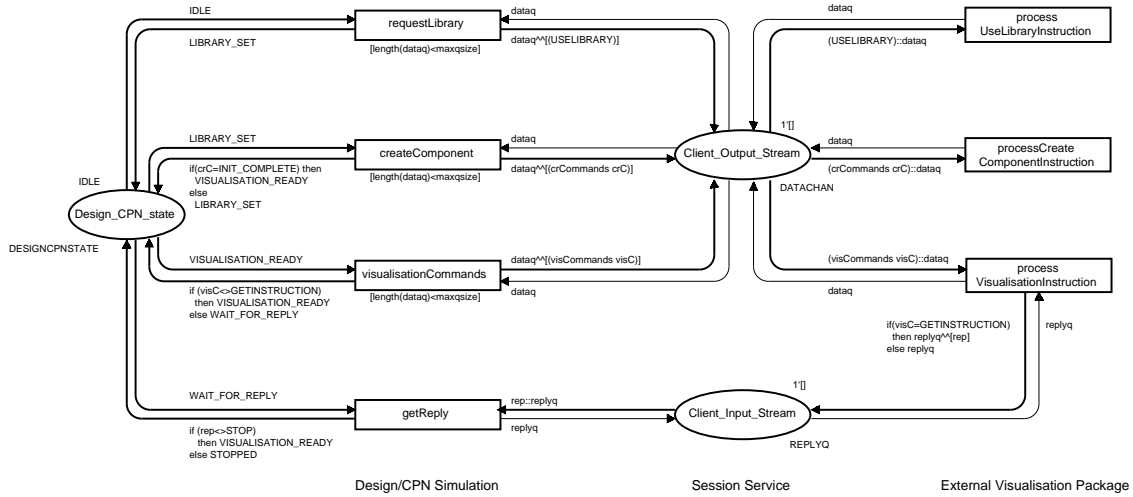 IDLE
requestLibrary
dataq
dataq
process
UseLibraryInstruction
LIBRARY_SET
dataq^^[(USELIBRARY)]
(USELIBRARY)::dataq
[length(dataq)<maxqsize]
1'[]
LIBRARY_SET
createComponent
dataq
Client_Output_Stream
dataq
processCreate
ComponentInstruction
if(crC=INIT_COMPLETE) then
VISUALISATION_READY
else
LIBRARY_SET
dataq^^[(crCommands crC)]
(crCommands crC)::dataq
[length(dataq)<maxqsize]
DATACHAN
IDLE
Design_CPN_state
DESIGNCPNSTATE
VISUALISATION_READY
visualisationCommands
dataq^^[(visCommands visC)]
(visCommands visC)::dataq
process
VisualisationInstruction
if (visC<>GETINSTRUCTION)
then VISUALISATION_READY
else WAIT_FOR_REPLY
[length(dataq)<maxqsize]
dataq
dataq
if(visC=GETINSTRUCTION)
then replyq^^[rep]
else replyq
replyq
1'[]
WAIT_FOR_REPLY
getReply
rep::replyq
Client_Input_Stream
replyq
REPLYQ
if (rep<>STOP)
then VISUALISATION_READY
else STOPPED
Design/CPN Simulation
Session Service
External Visualisation Package